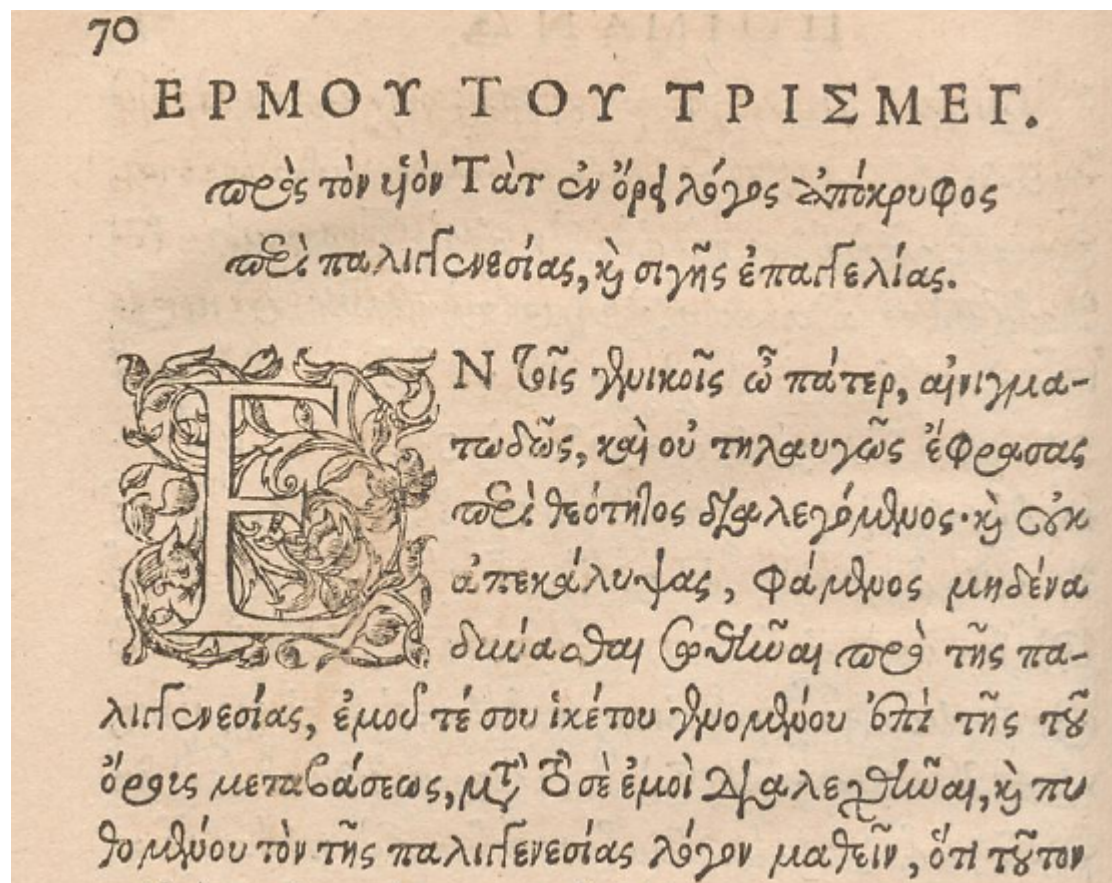 70
ΕΡΜΟΥ ΤΟΥ ΤΡΙΣΜΕΓ.
πρὸς τὸν υἱὸν Τὰτ ἐν ὄρει λόγος ἀπόκρυφος
περὶ παλιγγενεσίας, καὶ σιγῆς ἐπαγγελίας.
ΕΝ τοῖς γενικοῖς ὦ πάτερ, αἰνιγμα-
τωδῶς, καὶ οὐ τηλαυγῶς ἔφρασας
περὶ θεότητος διαλεγόμενος· καὶ οὐκ
ἀπεκάλυψας, φάμενος μηδένα
δύνασθαι σωθῆναι πρὸ τῆς πα-
λιγγενεσίας, ἐμοῦ τέ σου ἱκέτου γενομένου ἐπὶ τῆς τοῦ
ὄρους μεταβάσεως, μετὰ τὸ σὲ ἐμοὶ διαλεχθῆναι, καὶ πυ
θομένου τὸν τῆς παλιγγενεσίας λόγον μαθεῖν, ὅτι τοῦτον